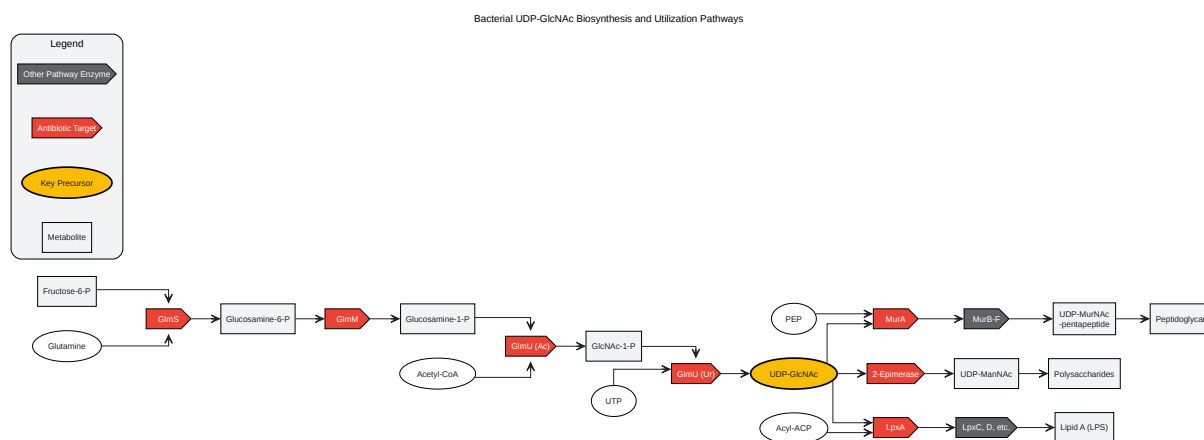 Bacterial UDP-GlcNAc Biosynthesis and Utilization Pathways
Legend
Other Pathway Enzyme
Antibiotic Target
Key Precursor
Metabolite
Fructose-6-P
Glutamine
GlmS
Glucosamine-6-P
GlmM
Glucosamine-1-P
Acetyl-CoA
GlmU (Ac)
GlcNAc-1-P
UTP
GlmU (Ur)
UDP-GlcNAc
PEP
MurA
MurB-F
UDP-MurNAc
-pentapeptide
Peptidoglycan
2-Epimerase
UDP-ManNAc
Polysaccharides
Acyl-ACP
LpxA
LpxC, D, etc.
Lipid A (LPS)